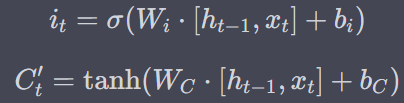 i_t = σ(W_i · [h_{t−1}, x_t] + b_i)
C′_t = tanh(W_C · [h_{t−1}, x_t] + b_C)